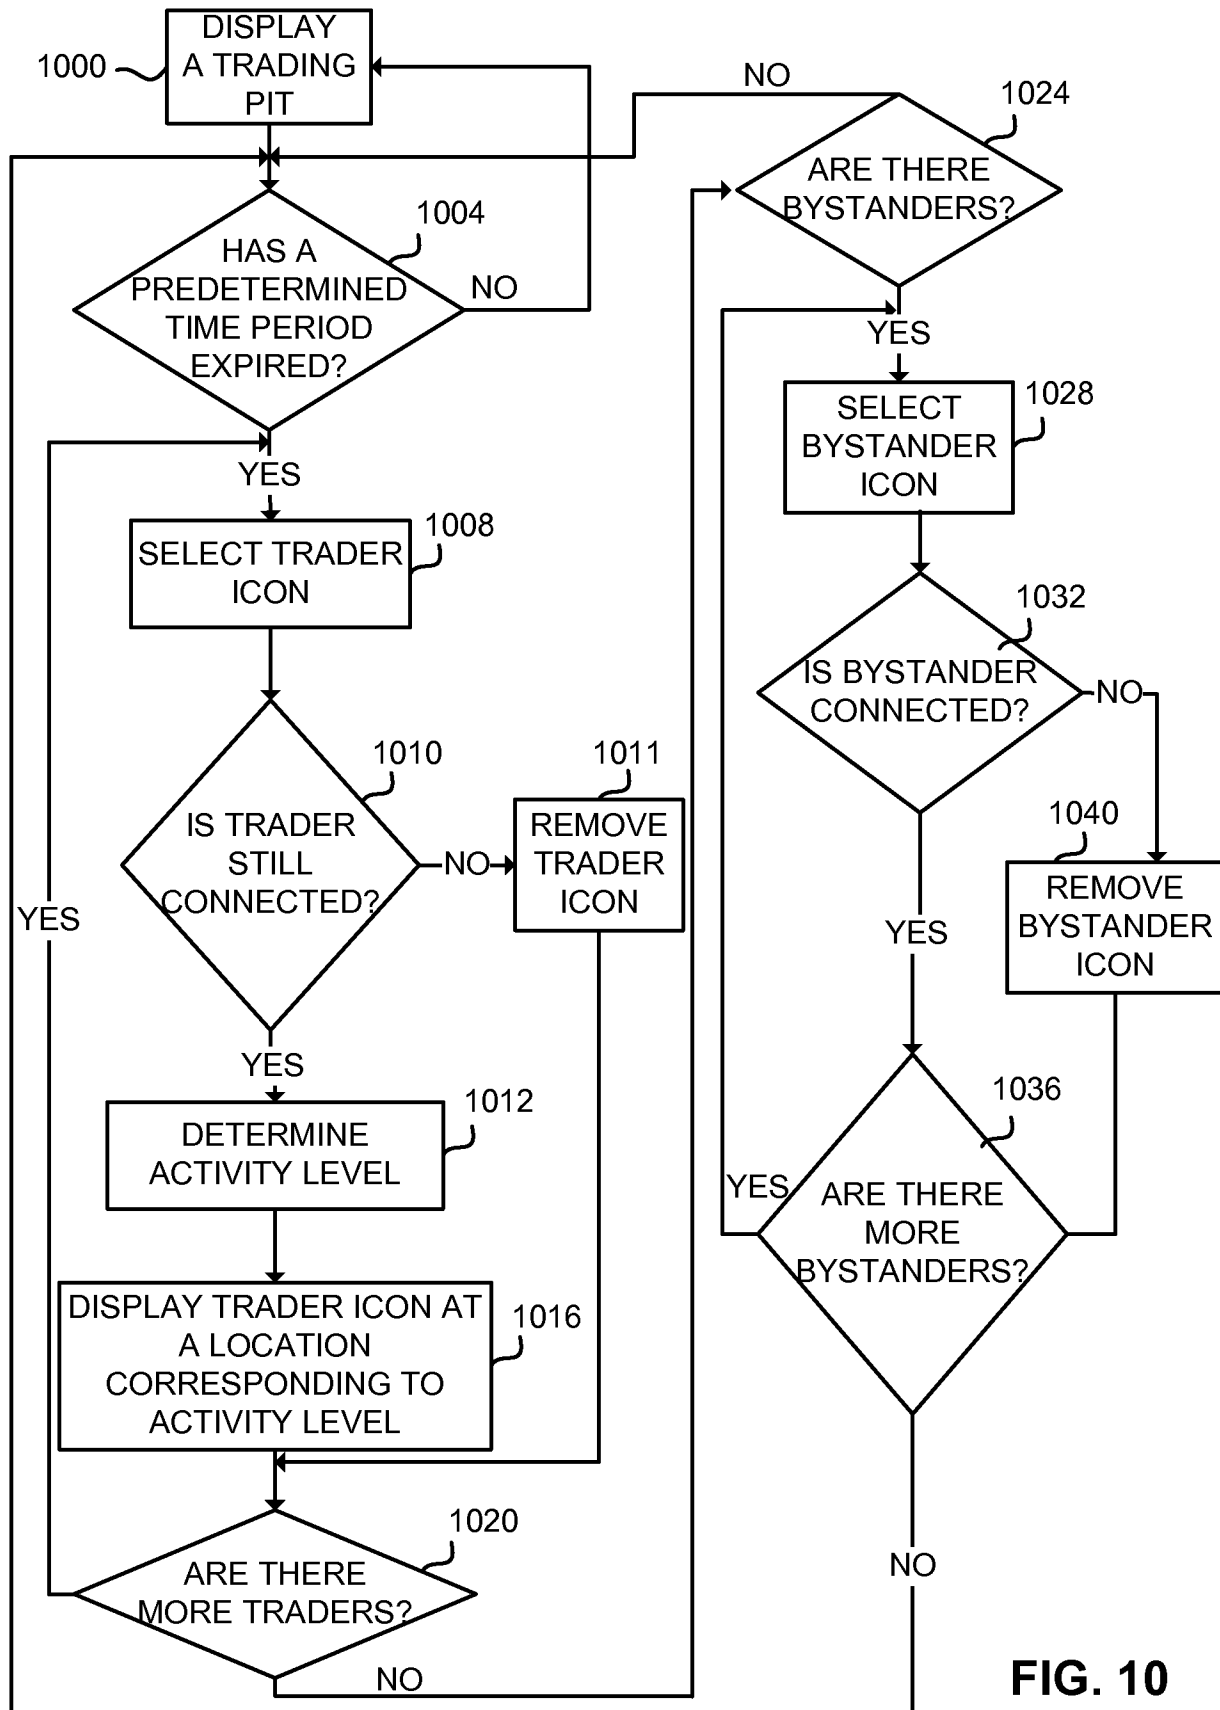 DISPLAY
A TRADING
PIT
1000
NO
1024
ARE THERE
BYSTANDERS?
1004
HAS A
PREDETERMINED
TIME PERIOD
EXPIRED?
NO
YES
YES
1008
SELECT TRADER
ICON
1028
SELECT
BYSTANDER
ICON
1032
IS BYSTANDER
CONNECTED?
NO
1010
IS TRADER
STILL
CONNECTED?
NO
1011
REMOVE
TRADER
ICON
1040
REMOVE
BYSTANDER
ICON
YES
YES
YES
1012
DETERMINE
ACTIVITY LEVEL
1036
ARE THERE
MORE
BYSTANDERS?
YES
DISPLAY TRADER ICON AT
A LOCATION
CORRESPONDING TO
ACTIVITY LEVEL
1016
1020
ARE THERE
MORE TRADERS?
NO
NO
FIG. 10